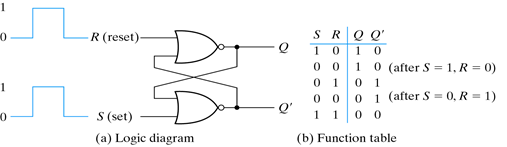 1
0
R (reset)
Q
1
0
S (set)
Q'
(a) Logic diagram
S R Q Q'
1 0 1 0
0 0 1 0 (after S = 1, R = 0)
0 1 0 1
0 0 0 1 (after S = 0, R = 1)
1 1 0 0
(b) Function table